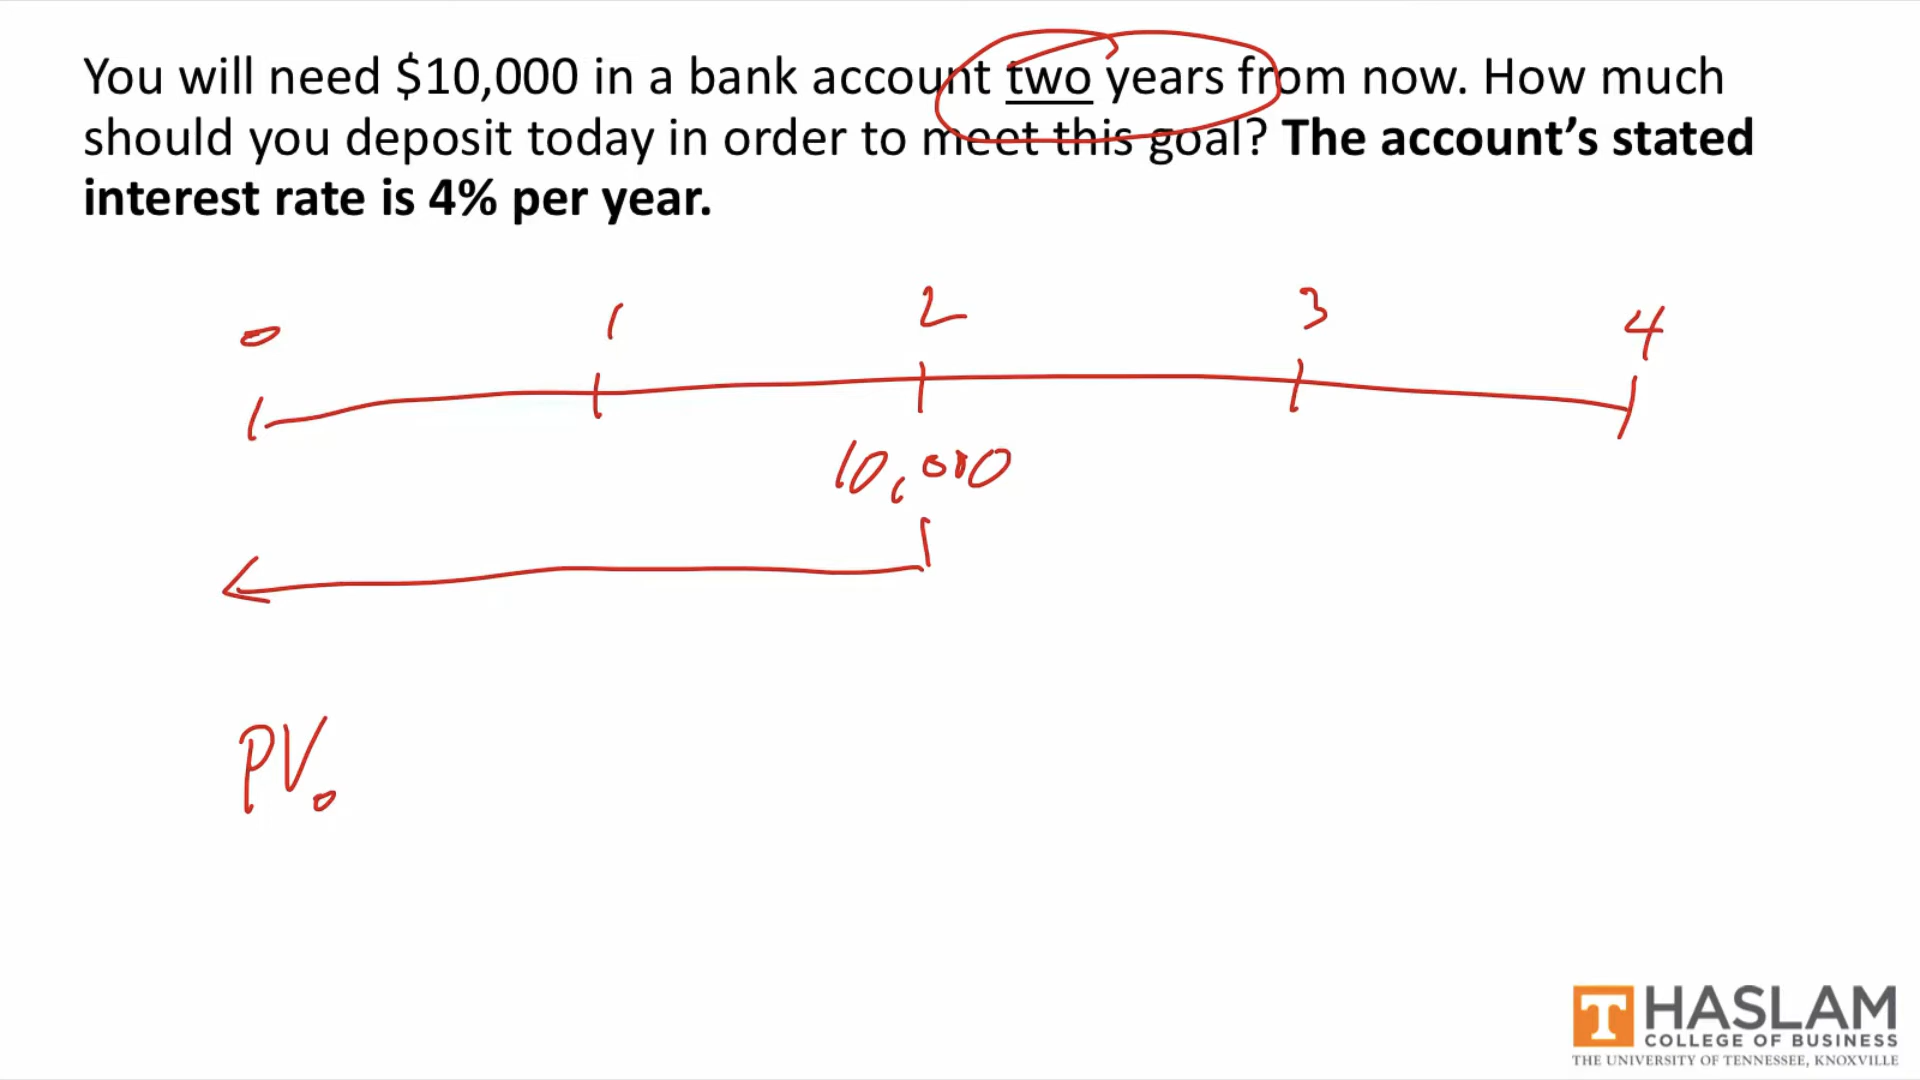 You will need $10,000 in a bank account two years from now. How much
should you deposit today in order to meet this goal? The account’s stated
interest rate is 4% per year.
0 1 2 3 4
10,000
PV₀
T HASLAM
COLLEGE OF BUSINESS
THE UNIVERSITY OF TENNESSEE, KNOXVILLE